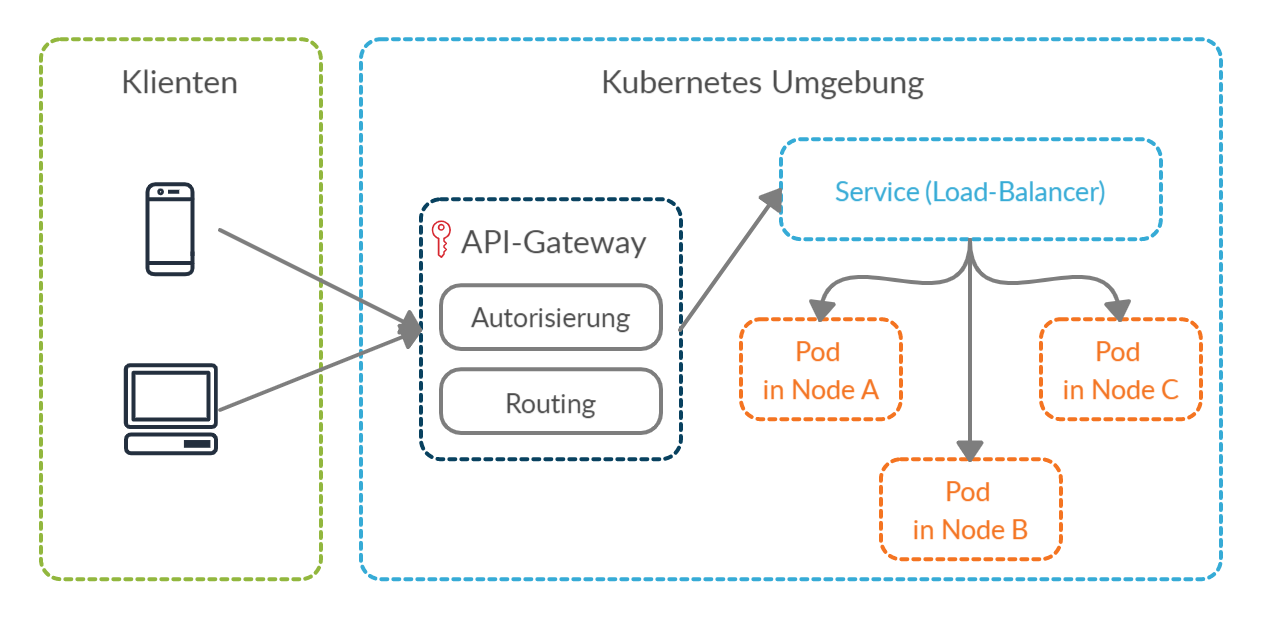 Klienten
Kubernetes Umgebung
Service (Load-Balancer)
API-Gateway
Autorisierung
Routing
Pod
in Node A
Pod
in Node C
Pod
in Node B